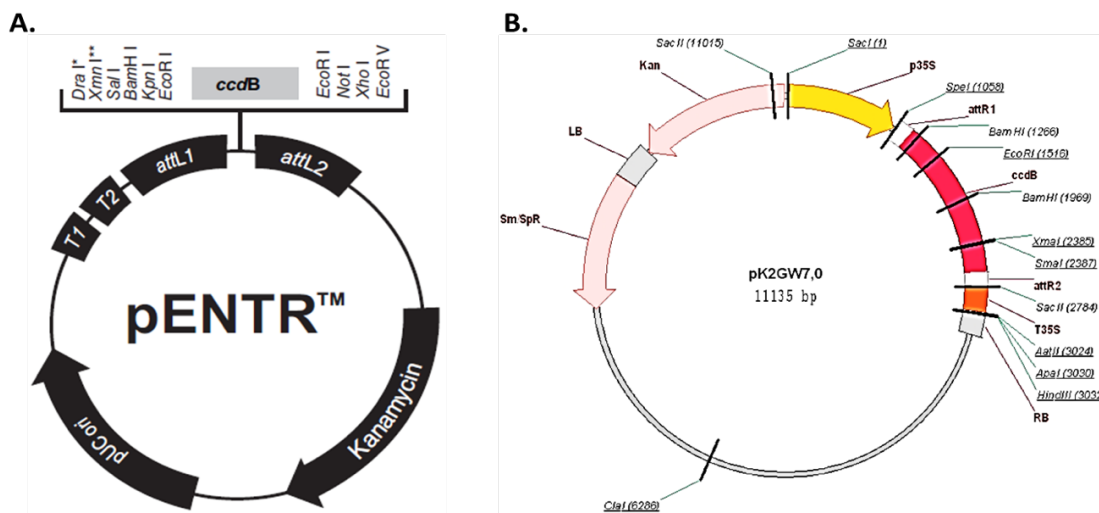 A.
Dra I*
Xmn I**
Sal I
BamH I
Kpn I
EcoR I
ccdB
EcoR I
Not I
Xho I
EcoR V
attL1
attL2
T2
T1
pENTR™
pUC ori
Kanamycin
B.
SacII (11015)
SacI (1)
Kan
p35S
SpeI (1058)
attR1
BamHI (1266)
EcoRI (1516)
LB
ccdB
BamHI (1969)
Sm/SpR
XmaI (2385)
SmaI (2387)
pK2GW7,0
11135 bp
attR2
SacII (2784)
T35S
AatII (3024)
ApaI (3030)
HindIII (3032
RB
ClaI (6286)